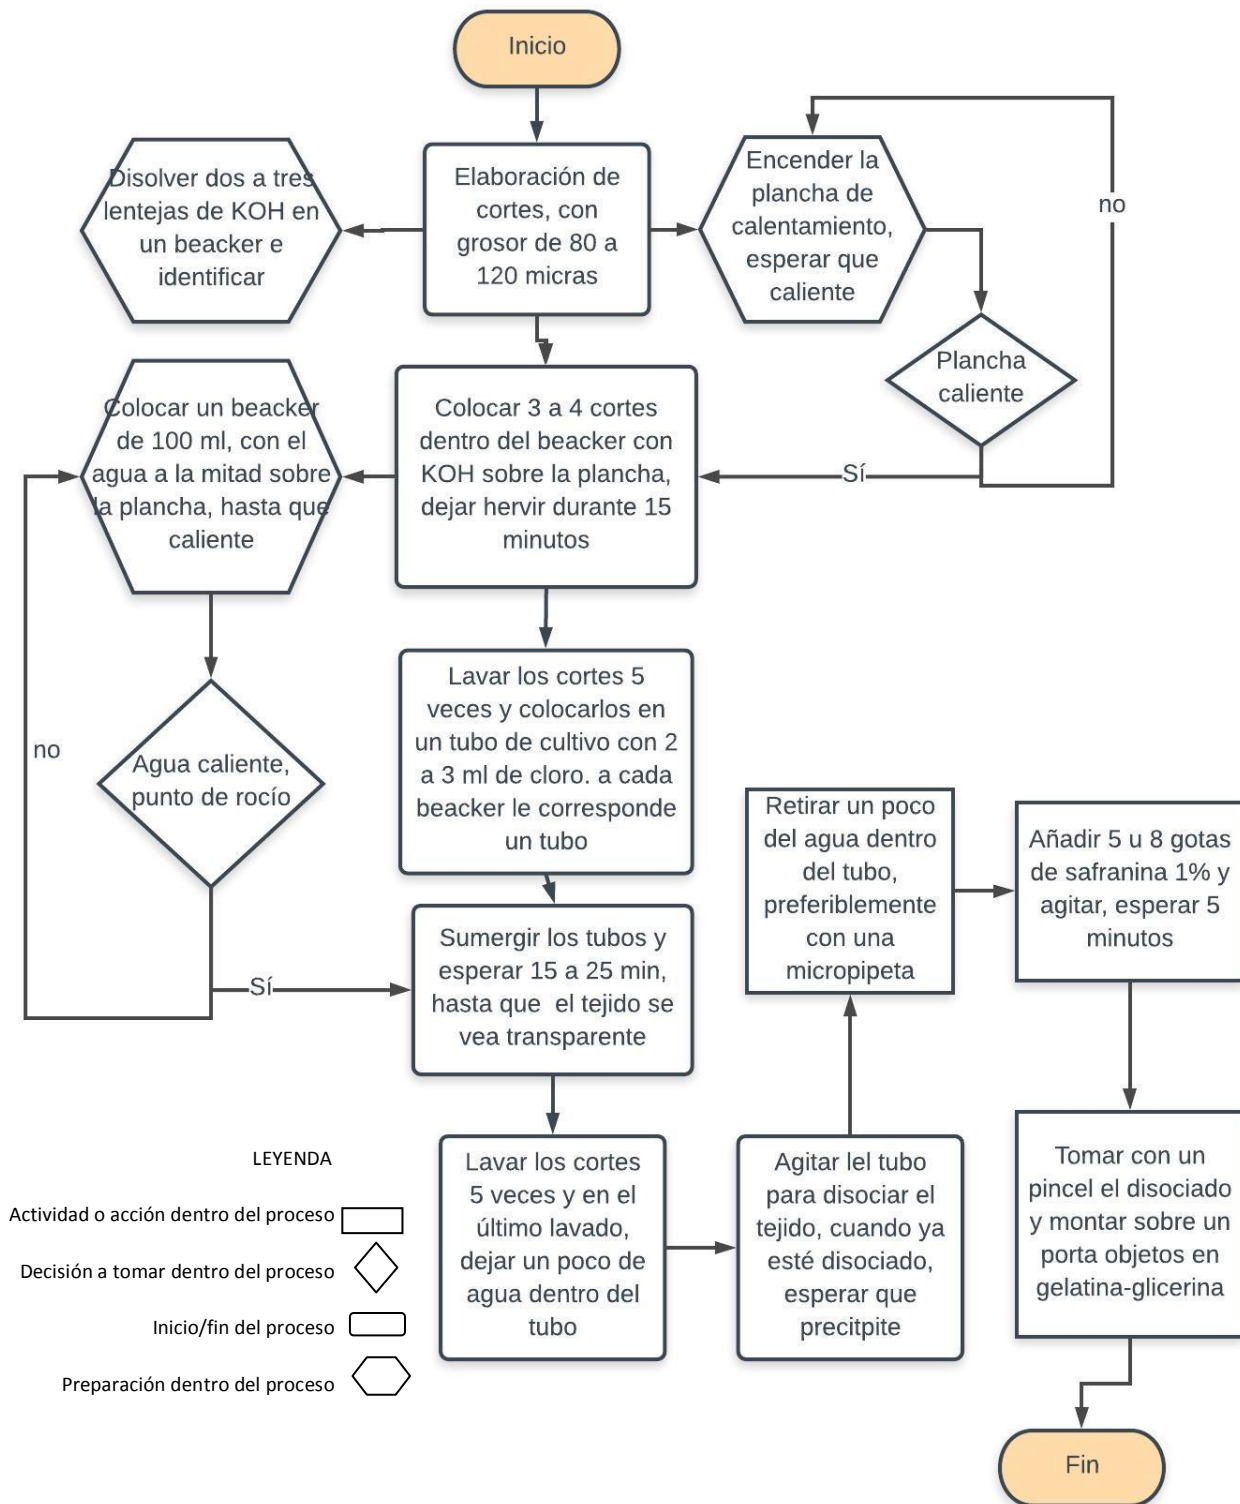 Inicio
Disolver dos a tres
lentejas de KOH en
un beacker e
identificar
Elaboración de
cortes, con
grosor de 80 a
120 micras
Encender la
plancha de
calentamiento,
esperar que
caliente
no
Plancha
caliente
Colocar un beacker
de 100 ml, con el
agua a la mitad sobre
la plancha, hasta que
caliente
Colocar 3 a 4 cortes
dentro del beacker con
KOH sobre la plancha,
dejar hervir durante 15
minutos
Sí
Lavar los cortes 5
veces y colocarlos en
un tubo de cultivo con 2
a 3 ml de cloro. a cada
beacker le corresponde
un tubo
no
Agua caliente,
punto de rocío
Retirar un poco
del agua dentro
del tubo,
preferiblemente
con una
micropipeta
Añadir 5 u 8 gotas
de safranina 1% y
agitar, esperar 5
minutos
Sumergir los tubos y
esperar 15 a 25 min,
hasta que el tejido se
vea transparente
Sí
Lavar los cortes
5 veces y en el
último lavado,
dejar un poco de
agua dentro del
tubo
Agitar lel tubo
para disociar el
tejido, cuando ya
esté disociado,
esperar que
precitpite
Tomar con un
pincel el disociado
y montar sobre un
porta objetos en
gelatina-glicerina
LEYENDA
Actividad o acción dentro del proceso
Decisión a tomar dentro del proceso
Inicio/fin del proceso
Preparación dentro del proceso
Fin